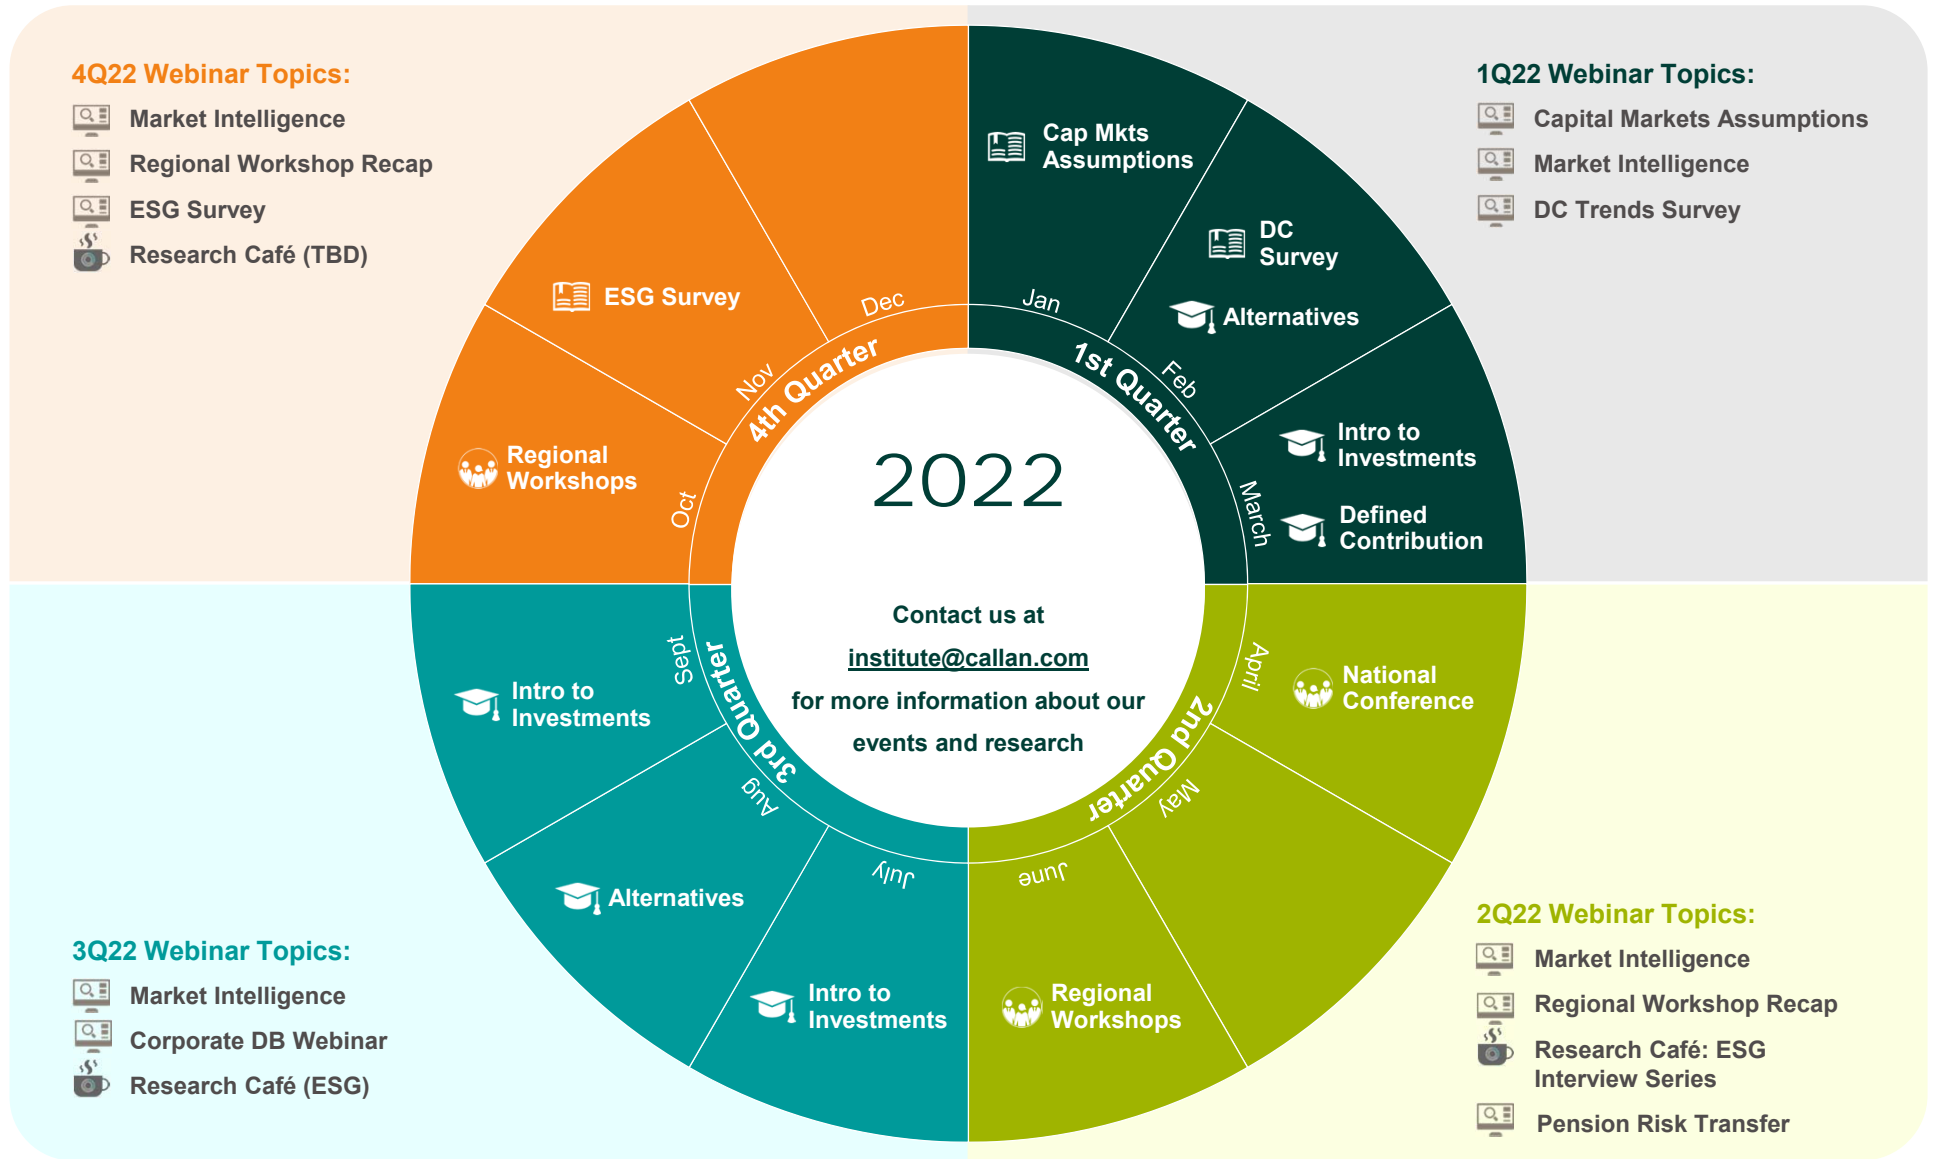 4Q22 Webinar Topics:
Market Intelligence
Regional Workshop Recap
ESG Survey
Research Café (TBD)
1Q22 Webinar Topics:
Capital Markets Assumptions
Market Intelligence
DC Trends Survey
Cap Mkts
Assumptions
Jan
DC
Survey
Alternatives
Feb
Intro to
Investments
Defined
Contribution
March
1st Quarter
National
Conference
April
May
Regional
Workshops
June
2nd Quarter
Intro to
Investments
July
Alternatives
Aug
Intro to
Investments
Sept
3rd Quarter
Regional
Workshops
Oct
ESG Survey
Nov
Dec
4th Quarter
2022
Contact us at
institute@callan.com
for more information about our
events and research
3Q22 Webinar Topics:
Market Intelligence
Corporate DB Webinar
Research Café (ESG)
2Q22 Webinar Topics:
Market Intelligence
Regional Workshop Recap
Research Café: ESG
Interview Series
Pension Risk Transfer